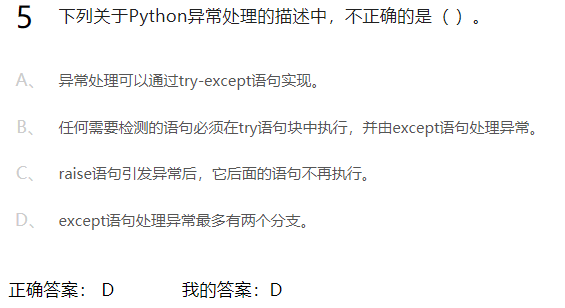 5 下列关于Python异常处理的描述中，不正确的是（ ）。
A、 异常处理可以通过try-except语句实现。
B、 任何需要检测的语句必须在try语句块中执行，并由except语句处理异常。
C、 raise语句引发异常后，它后面的语句不再执行。
D、 except语句处理异常最多有两个分支。
正确答案： D 我的答案：D